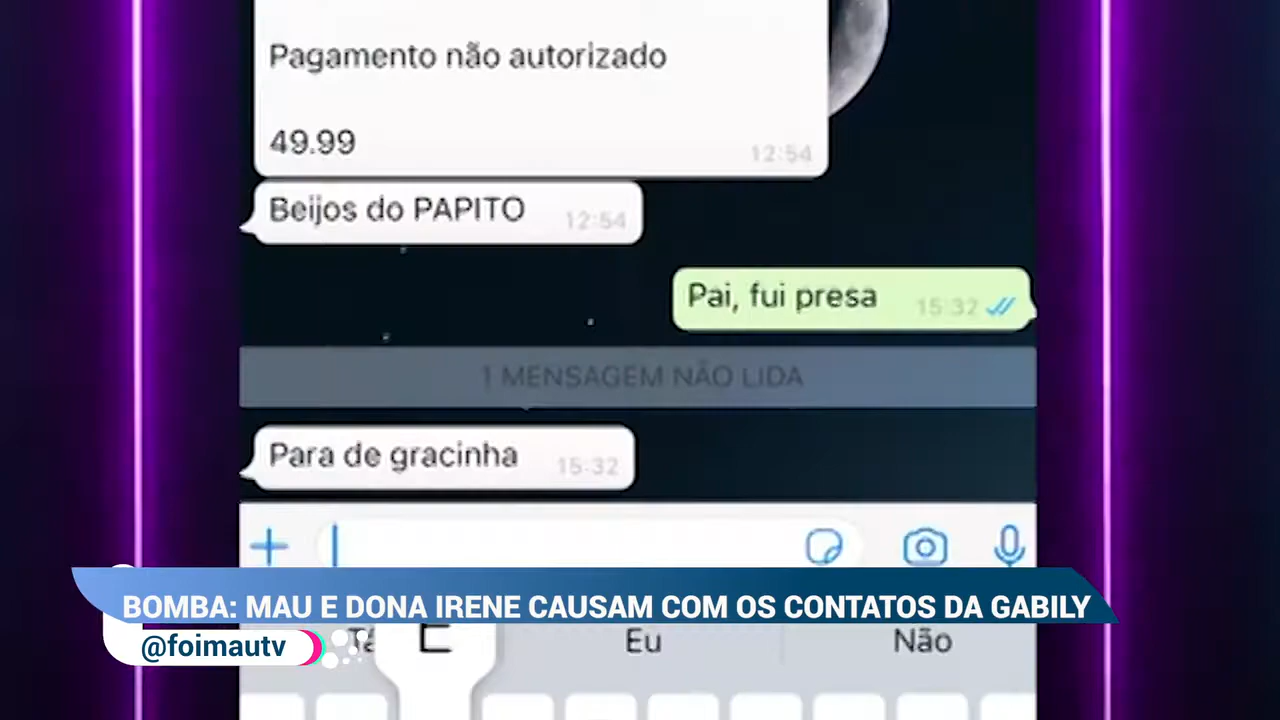 Pagamento não autorizado
49.99
12:54
Beijos do PAPITO 12:54
Pai, fui presa 15:32
1 MENSAGEM NÃO LIDA
Para de gracinha 15:32
BOMBA: MAU E DONA IRENE CAUSAM COM OS CONTATOS DA GABILY
@foimautv
E
Eu
Não